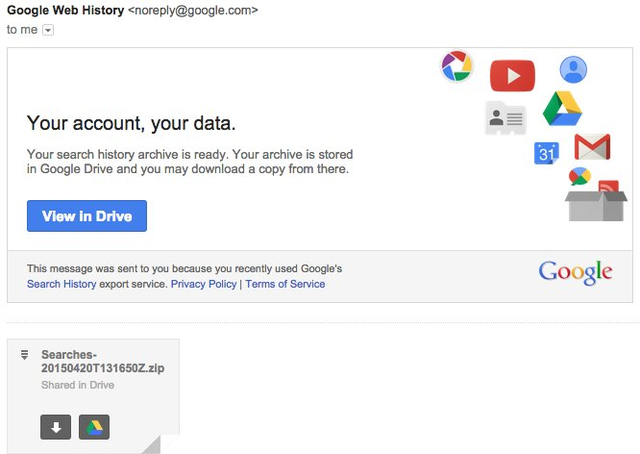 Google Web History <noreply@google.com>
to me
Your account, your data.
Your search history archive is ready. Your archive is stored
in Google Drive and you may download a copy from there.
31
View in Drive
This message was sent to you because you recently used Google's
Search History export service. Privacy Policy | Terms of Service
Google
Searches-
20150420T131650Z.zip
Shared in Drive